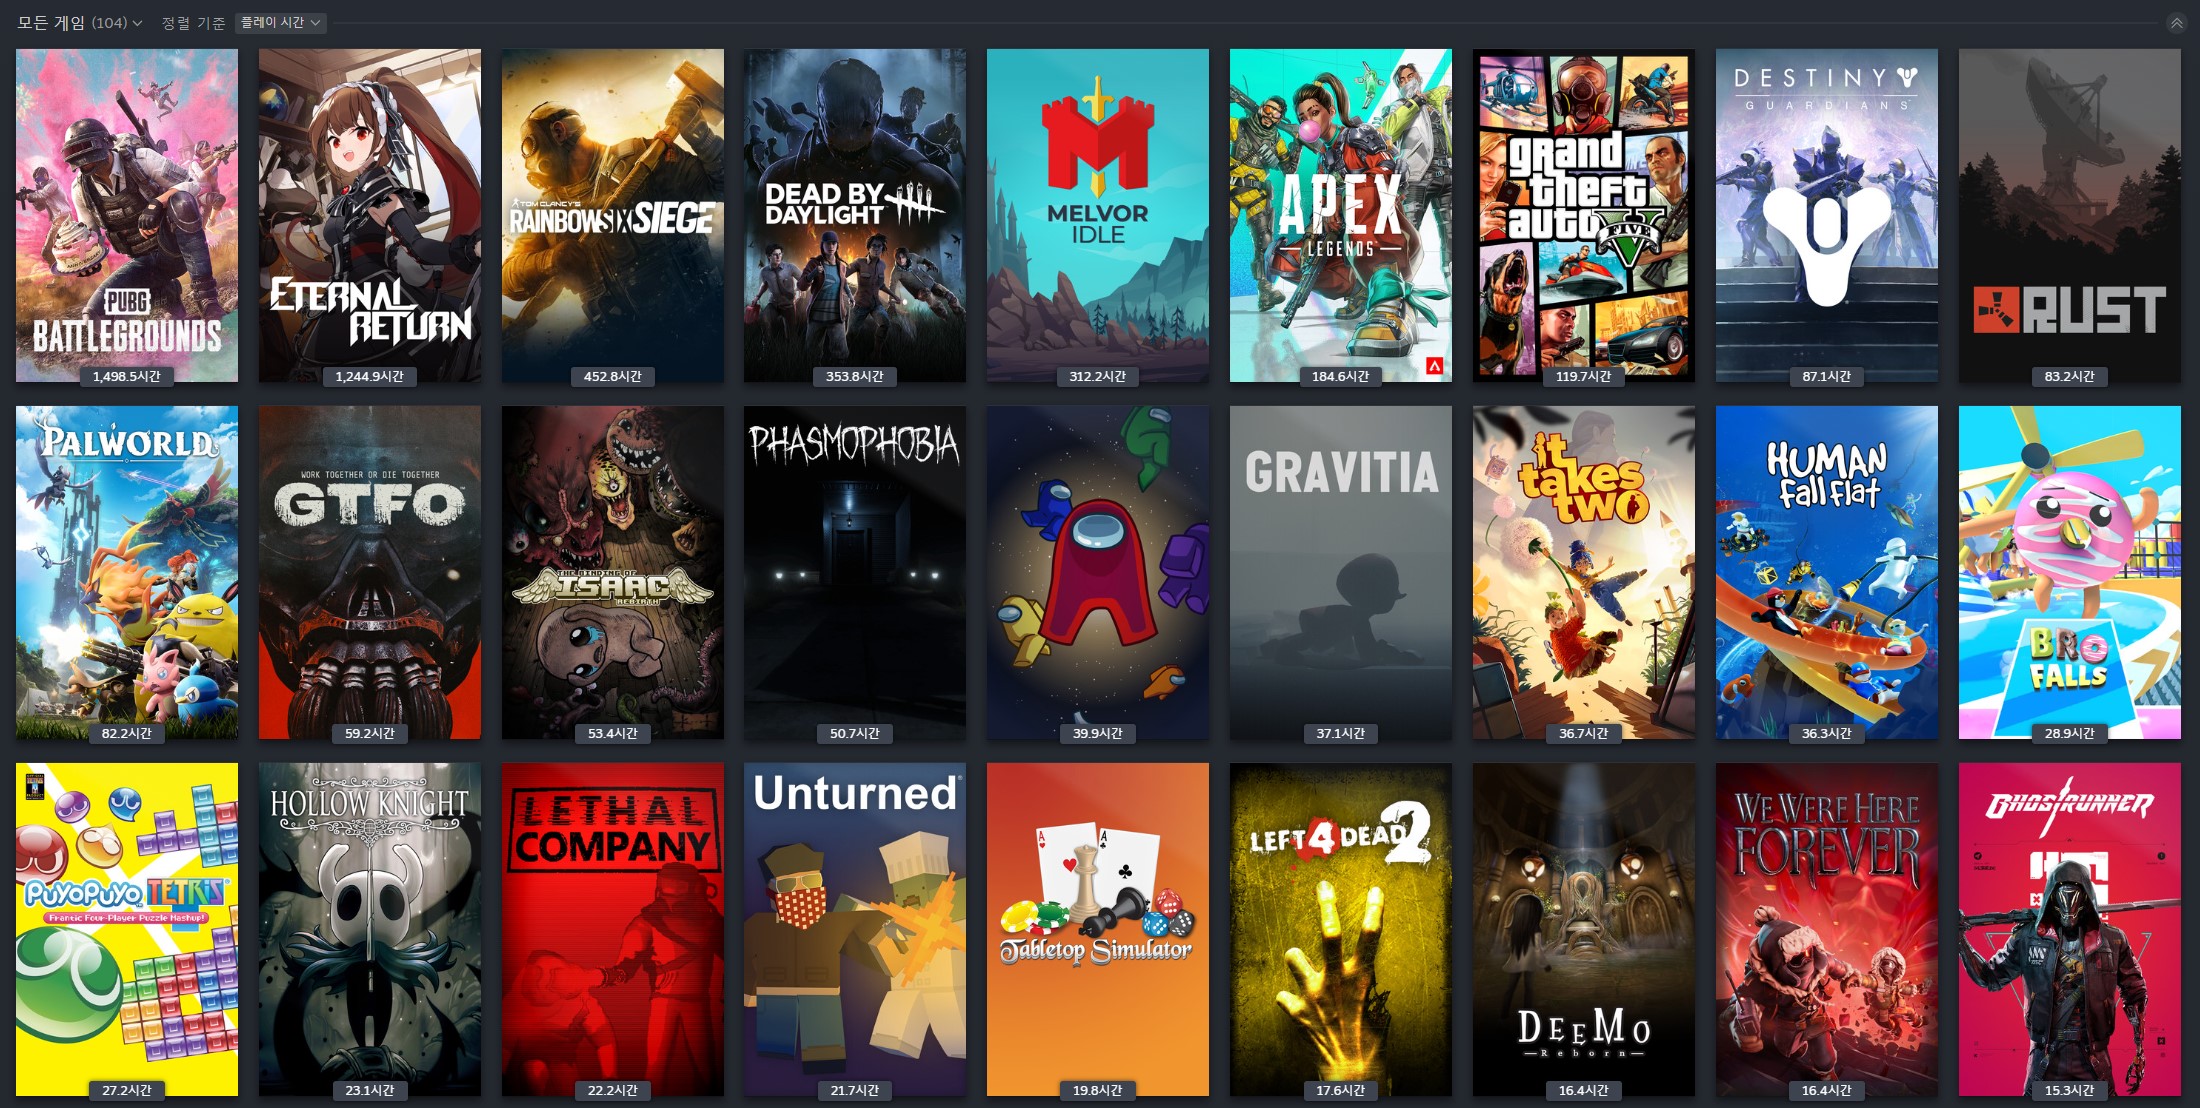 모든 게임 (104) 정렬 기준 플레이 시간
PUBG
BATTLEGROUNDS
1,498.5시간
ETERNAL
RETURN
1,244.9시간
TOM CLANCY'S
RAINBOW SIX SIEGE
452.8시간
DEAD BY
DAYLIGHT
353.8시간
MELVOR
IDLE
312.2시간
APEX
LEGENDS
184.6시간
grand
theft
auto
FIVE
V
119.7시간
DESTINY
GUARDIANS
87.1시간
RUST
83.2시간
PALWORLD
82.2시간
WORK TOGETHER OR DIE TOGETHER
GTFO
59.2시간
THE BINDING OF
ISAAC
REBIRTH
53.4시간
PHASMOPHOBIA
50.7시간
39.9시간
GRAVITIA
37.1시간
it
takes
two
36.7시간
HUMAN
fall flat
36.3시간
BRO
FALLS
28.9시간
PuyoPuyo TETRIS
Frantic Four-Player Puzzle Mashup!
27.2시간
HOLLOW KNIGHT
23.1시간
LETHAL
COMPANY
22.2시간
Unturned
21.7시간
A
A
Tabletop Simulator
19.8시간
LEFT 4 DEAD 2
17.6시간
DEEMO
Reborn
16.4시간
WE WERE HERE
FOREVER
16.4시간
GHOSTRUNNER
15.3시간